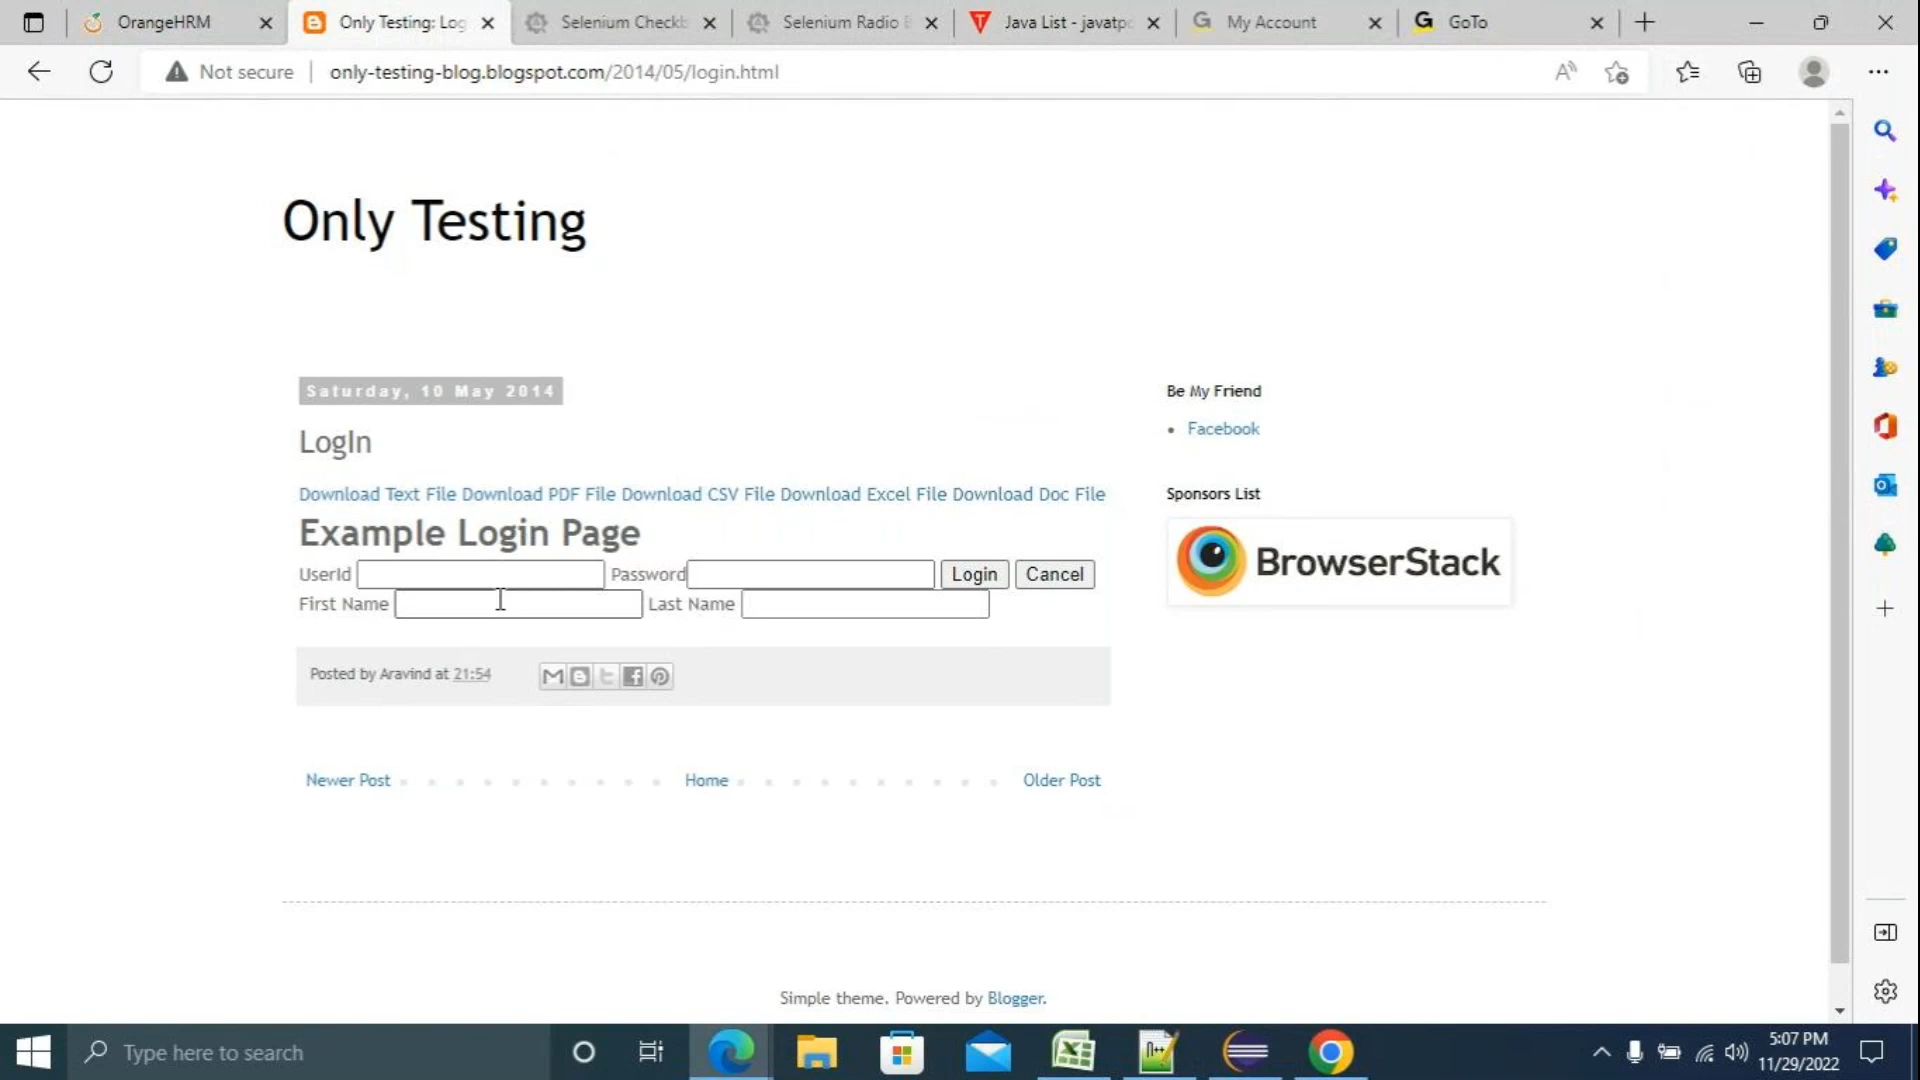 OrangeHRM
Only Testing: Log
Selenium Checkb
Selenium Radio B
Java List - javatpo
My Account
GoTo
Not secure only-testing-blog.blogspot.com/2014/05/login.html
Only Testing
Saturday, 10 May 2014
LogIn
Download Text File Download PDF File Download CSV File Download Excel File Download Doc File
Example Login Page
UserId Password Login Cancel
First Name Last Name
Posted by Aravind at 21:54
Newer Post Home Older Post
Be My Friend
Facebook
Sponsors List
BrowserStack
Simple theme. Powered by Blogger.
Type here to search
5:07 PM
11/29/2022